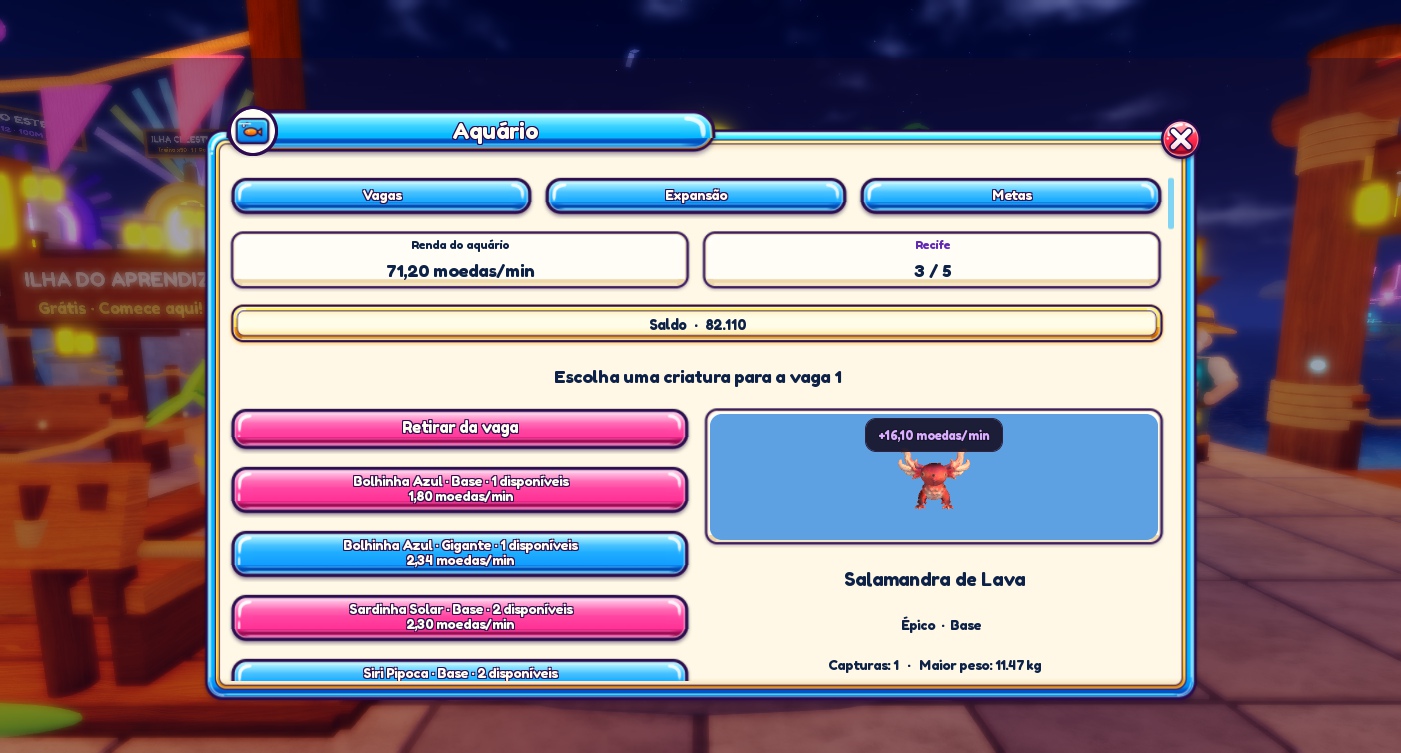 Aquário
Vagas
Expansão
Metas
Renda do aquário
71,20 moedas/min
Recife
3 / 5
Saldo · 82.110
Escolha uma criatura para a vaga 1
Retirar da vaga
Bolhinha Azul · Base · 1 disponíveis
1,80 moedas/min
Bolhinha Azul · Gigante · 1 disponíveis
2,34 moedas/min
Sardinha Solar · Base · 2 disponíveis
2,30 moedas/min
Siri Pipoca · Base · 2 disponíveis
+16,10 moedas/min
Salamandra de Lava
Épico · Base
Capturas: 1 · Maior peso: 11.47 kg
ILHA DO APRENDIZ
Grátis · Comece aqui!